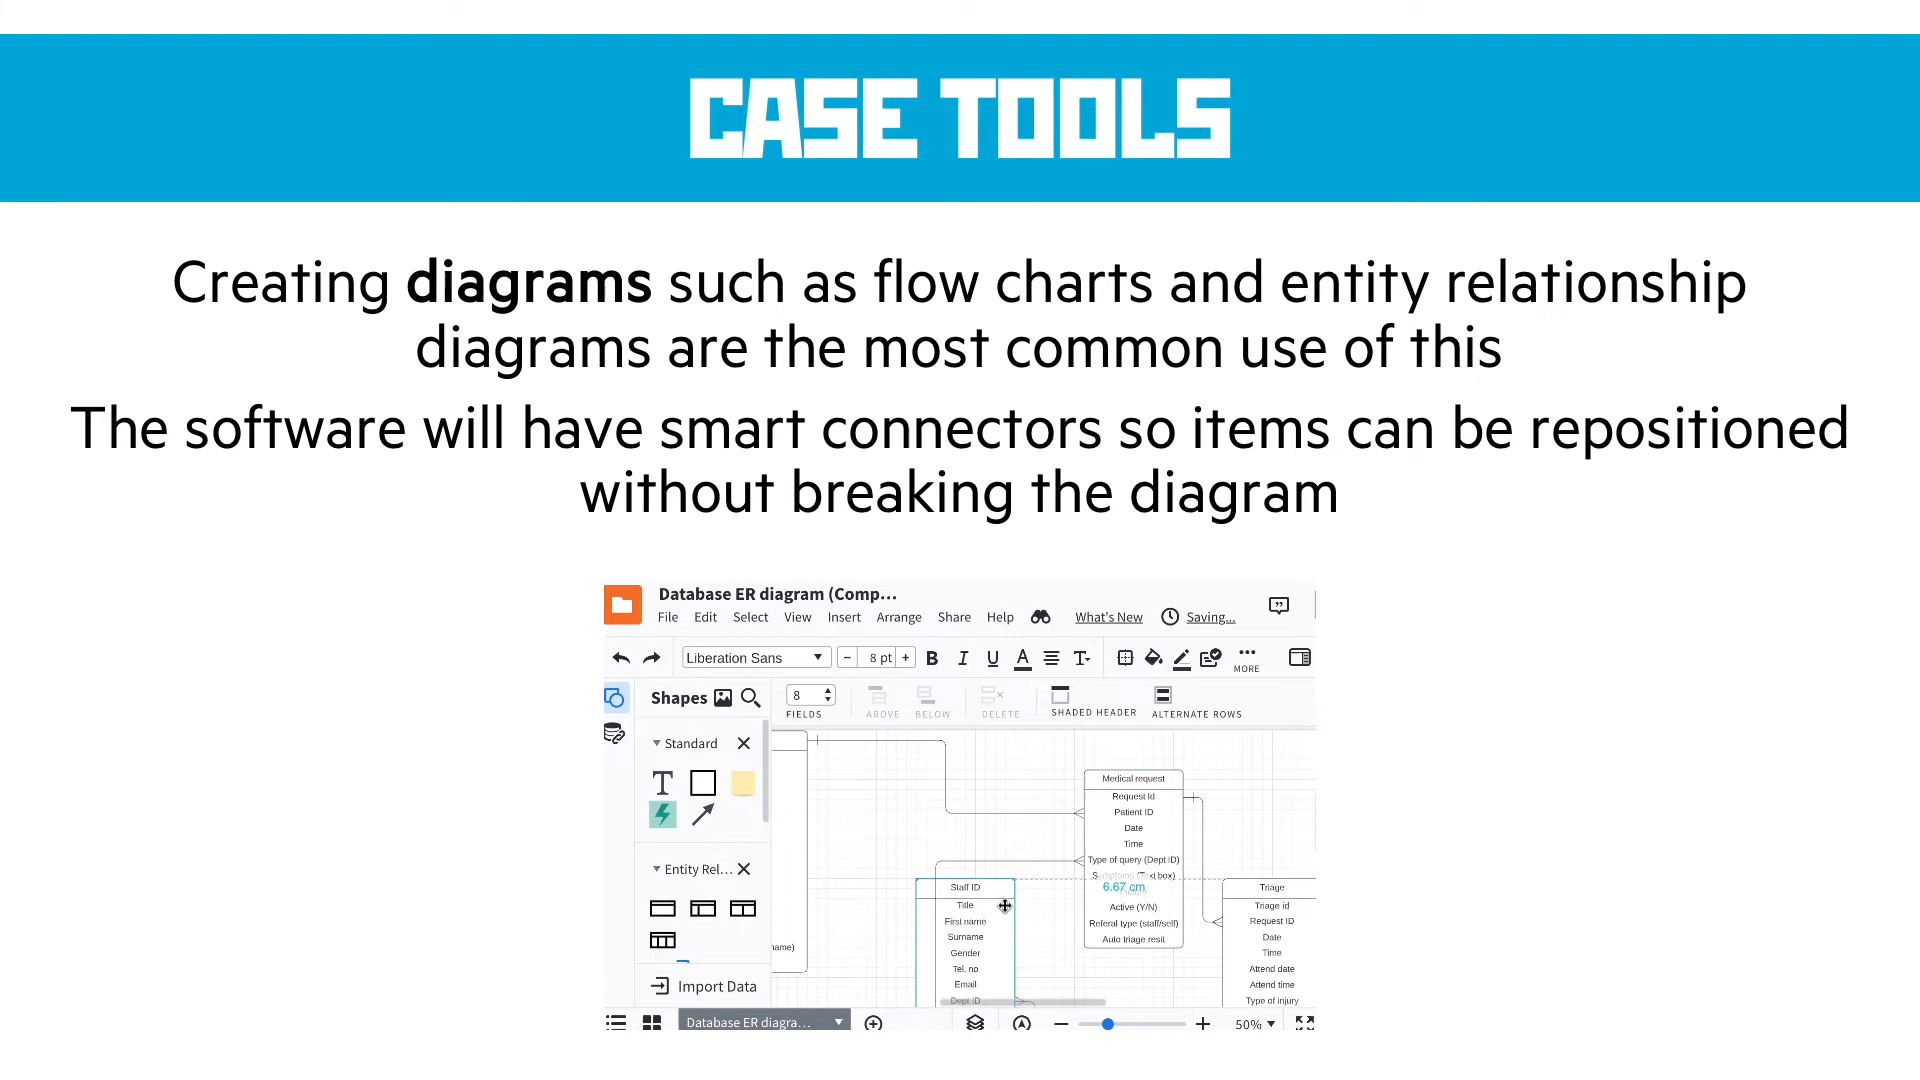 CASE TOOLS
Creating diagrams such as flow charts and entity relationship
diagrams are the most common use of this
The software will have smart connectors so items can be repositioned
without breaking the diagram
Database ER diagram (Comp...
File Edit Select View Insert Arrange Share Help What's New Saving...
Liberation Sans 8 pt B I U A T MORE
Shapes
8
FIELDS ABOVE BELOW DELETE SHADED HEADER ALTERNATE ROWS
Standard
T
Entity Rel...
Import Data
name)
Medical request
Request Id
Patient ID
Date
Time
Type of query (Dept ID)
Symptoms (Text box)
6.67 cm
Active (Y/N)
Referal type (staff/self)
Auto triage resit
Staff ID
Title
First name
Surname
Gender
Tel. no
Email
Dept ID
Triage
Triage id
Request ID
Date
Time
Attend date
Attend time
Type of injury
Database ER diagra... 50%